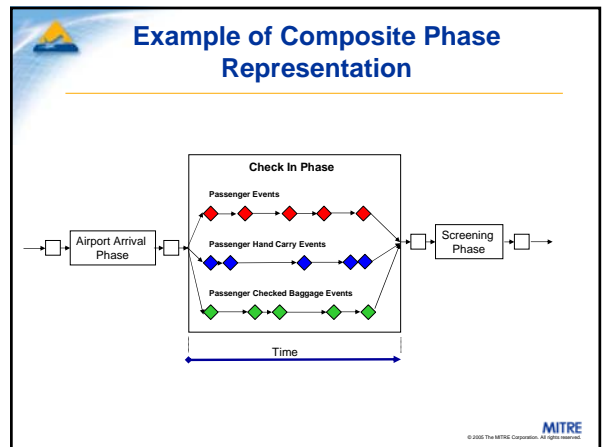 Example of Composite Phase
Representation
Check In Phase
Passenger Events
Airport Arrival
Phase
Passenger Hand Carry Events
Screening
Phase
Passenger Checked Baggage Events
Time
MITRE
© 2005 The MITRE Corporation. All rights reserved.